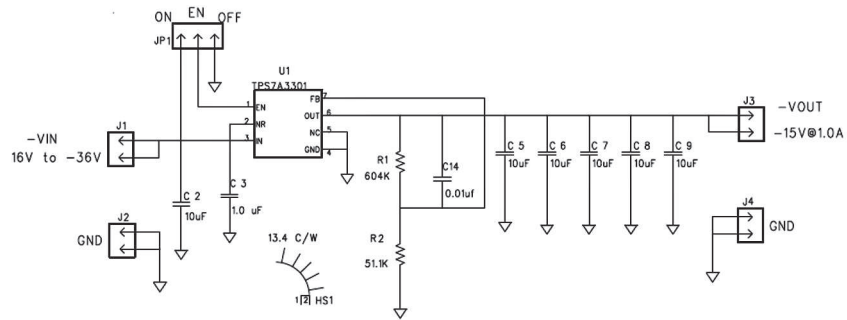 ON EN OFF
JP1
U1
TPS7A3301
1 EN
2 NR
3 IN
FB 7
OUT 6
NC 5
GND 4
J1
-VIN
16V to -36V
J2
GND
C 2
10uF
C 3
1.0 uF
13.4 C/W
1 2 HS1
R1
604K
C14
0.01uf
R2
51.1K
C 5
10uF
C 6
10uF
C 7
10uF
C 8
10uF
C 9
10uF
J3
-VOUT
-15V@1.0A
J4
GND